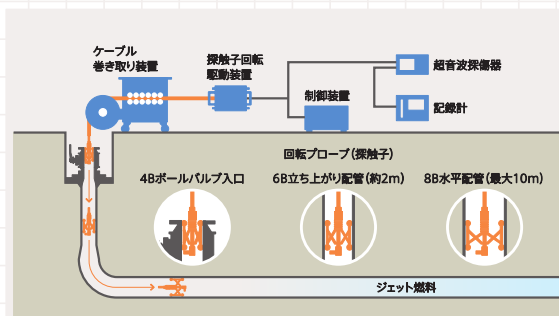 ケーブル
巻き取り装置
探触子回転
駆動装置
制御装置
超音波探傷器
記録計
回転プローブ（探触子）
4Bボールバルブ入口
6B立ち上がり配管（約2m）
8B水平配管（最大10m）
ジェット燃料